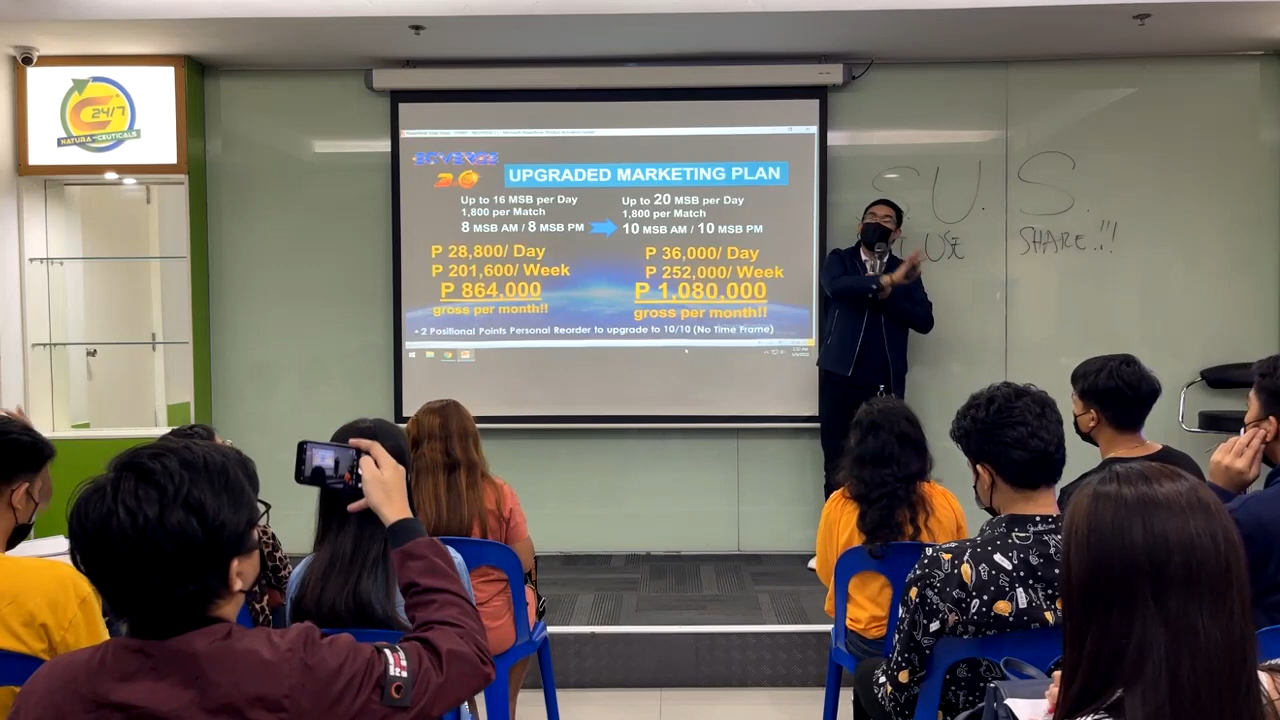 C 24/7
NATURA-CEUTICALS
2.0
UPGRADED MARKETING PLAN
Up to 16 MSB per Day
1,800 per Match
8 MSB AM / 8 MSB PM
P 28,800/ Day
P 201,600/ Week
P 864,000
gross per month!!
Up to 20 MSB per Day
1,800 per Match
10 MSB AM / 10 MSB PM
P 36,000/ Day
P 252,000/ Week
P 1,080,000
gross per month!!
• 2 Positional Points Personal Reorder to upgrade to 10/10 (No Time Frame)
S. U. S.
USE SHARE..!!!